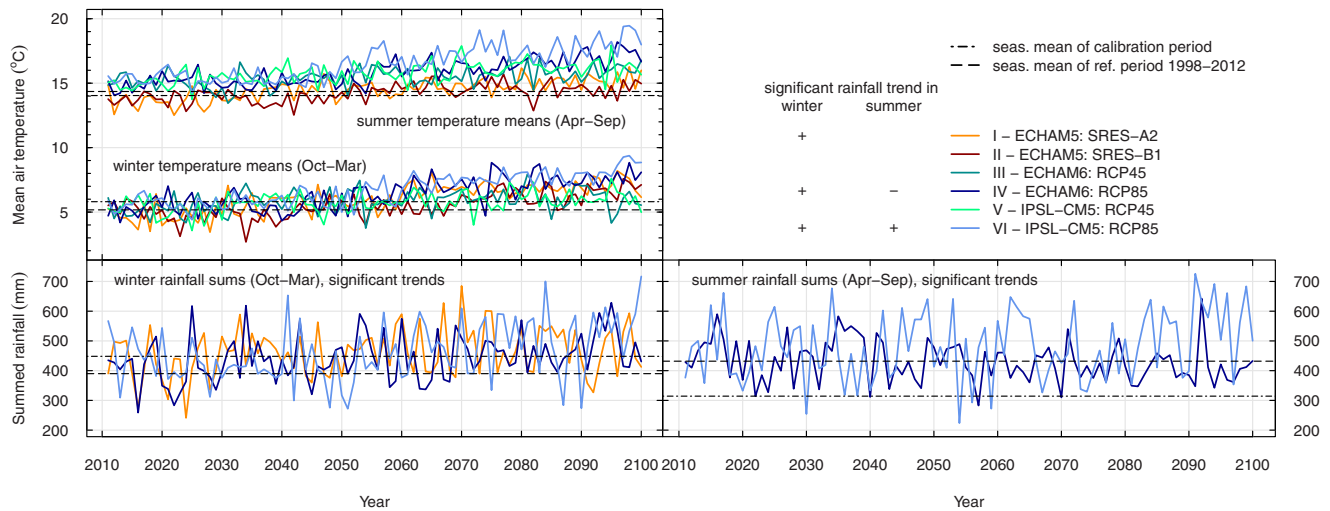 20
15
10
5
Mean air temperature (°C)
summer temperature means (Apr–Sep)
winter temperature means (Oct–Mar)
seas. mean of calibration period
seas. mean of ref. period 1998–2012
significant rainfall trend in
winter summer
+ I – ECHAM5: SRES–A2
II – ECHAM5: SRES–B1
III – ECHAM6: RCP45
+ – IV – ECHAM6: RCP85
V – IPSL–CM5: RCP45
+ + VI – IPSL–CM5: RCP85
winter rainfall sums (Oct–Mar), significant trends
summer rainfall sums (Apr–Sep), significant trends
Summed rainfall (mm)
700 700
600 600
500 500
400 400
300 300
200 200
2010 2020 2030 2040 2050 2060 2070 2080 2090 2100
2010 2020 2030 2040 2050 2060 2070 2080 2090 2100
Year Year